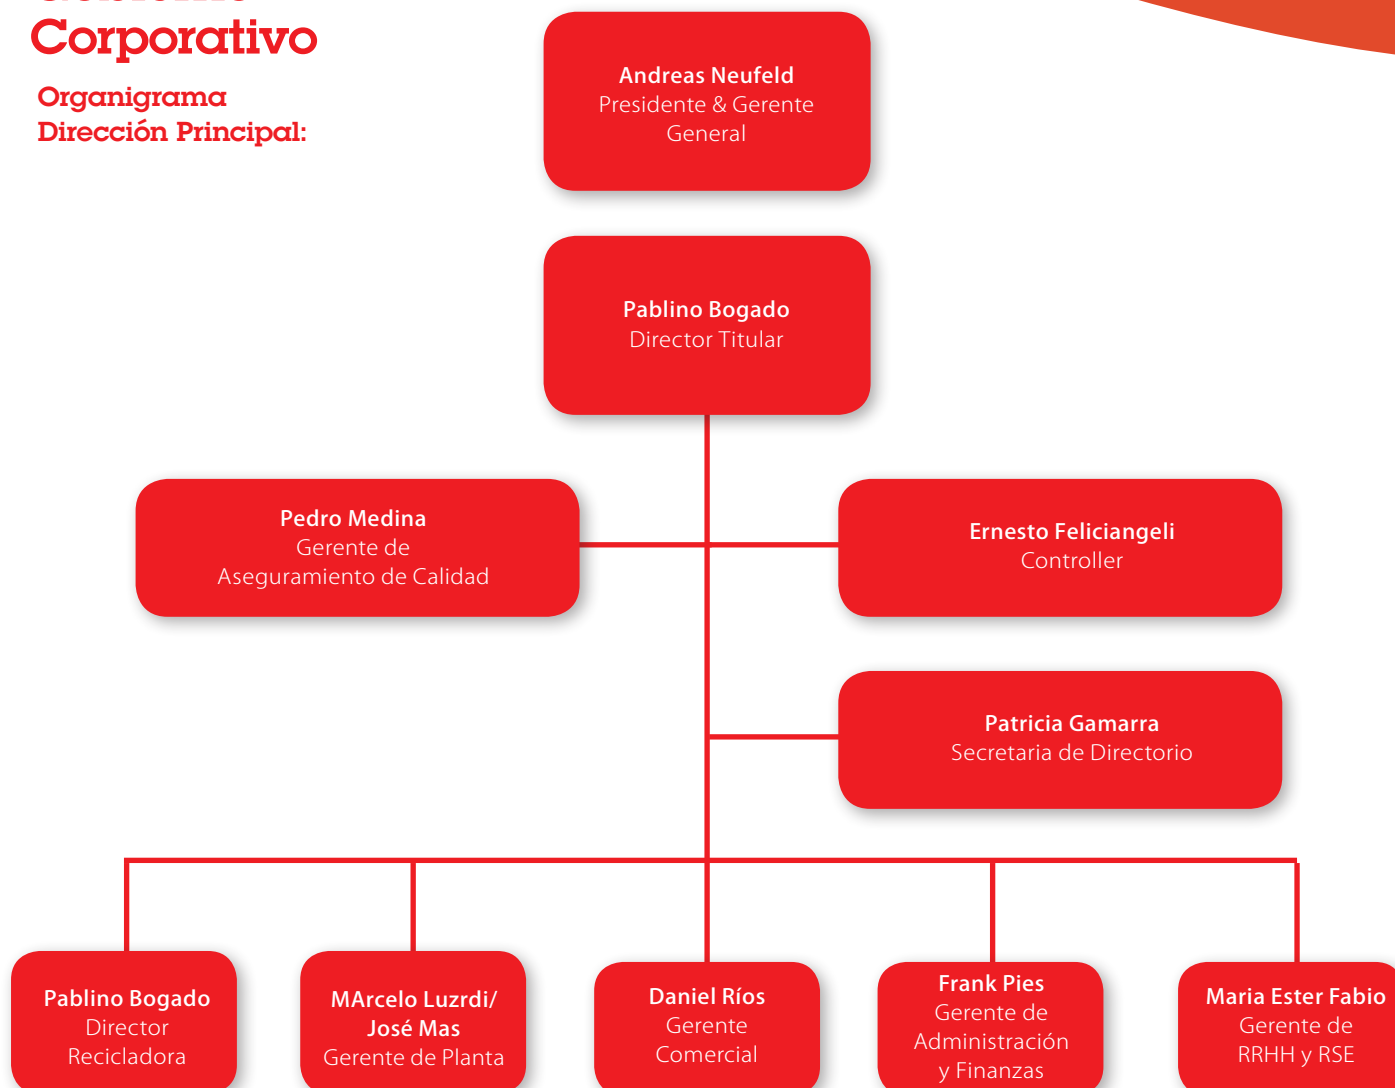 Corporativo
Organigrama
Dirección Principal:
Andreas Neufeld
Presidente & Gerente
General
Pablino Bogado
Director Titular
Pedro Medina
Gerente de
Aseguramiento de Calidad
Ernesto Feliciangeli
Controller
Patricia Gamarra
Secretaria de Directorio
Pablino Bogado
Director
Recicladora
MArcelo Luzrdi/
José Mas
Gerente de Planta
Daniel Ríos
Gerente
Comercial
Frank Pies
Gerente de
Administración
y Finanzas
Maria Ester Fabio
Gerente de
RRHH y RSE